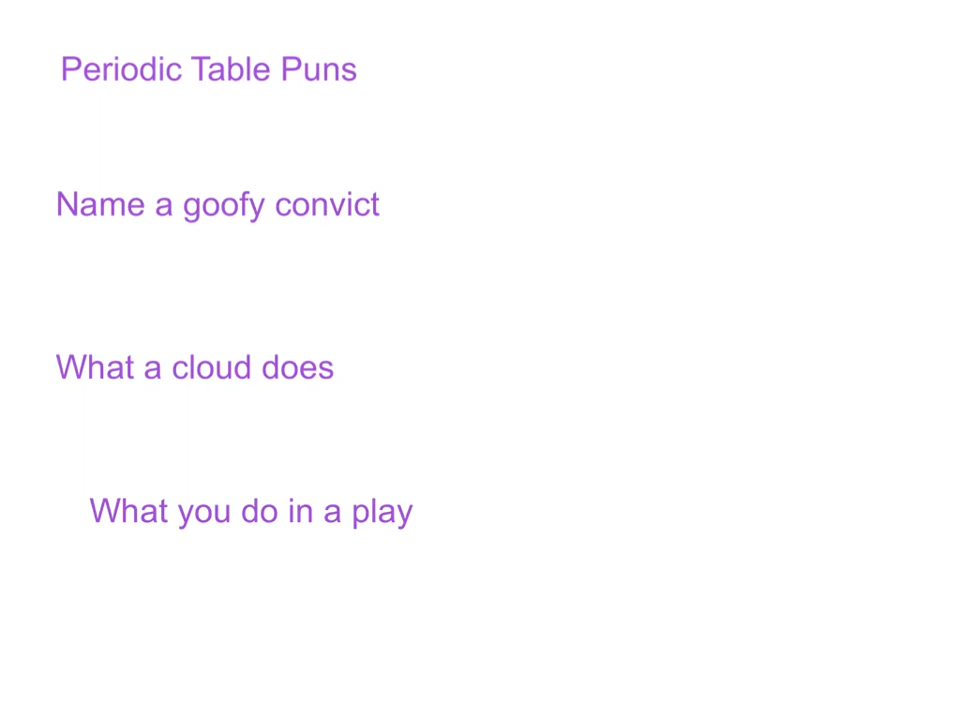 Periodic Table Puns
Name a goofy convict
What a cloud does
What you do in a play